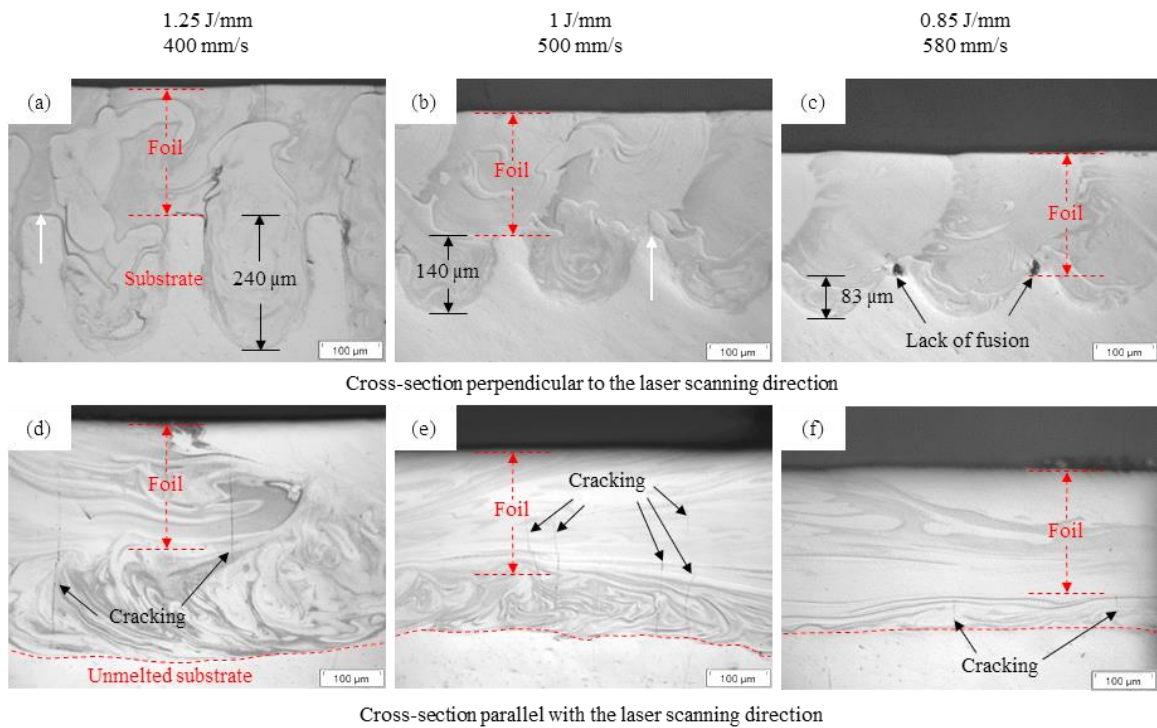 1.25 J/mm
400 mm/s
1 J/mm
500 mm/s
0.85 J/mm
580 mm/s
(a)
Foil
Substrate
240 µm
100 µm
(b)
Foil
140 µm
100 µm
(c)
Foil
83 µm
Lack of fusion
100 µm
Cross-section perpendicular to the laser scanning direction
(d)
Foil
Cracking
Unmelted substrate
100 µm
(e)
Cracking
Foil
100 µm
(f)
Foil
Cracking
100 µm
Cross-section parallel with the laser scanning direction